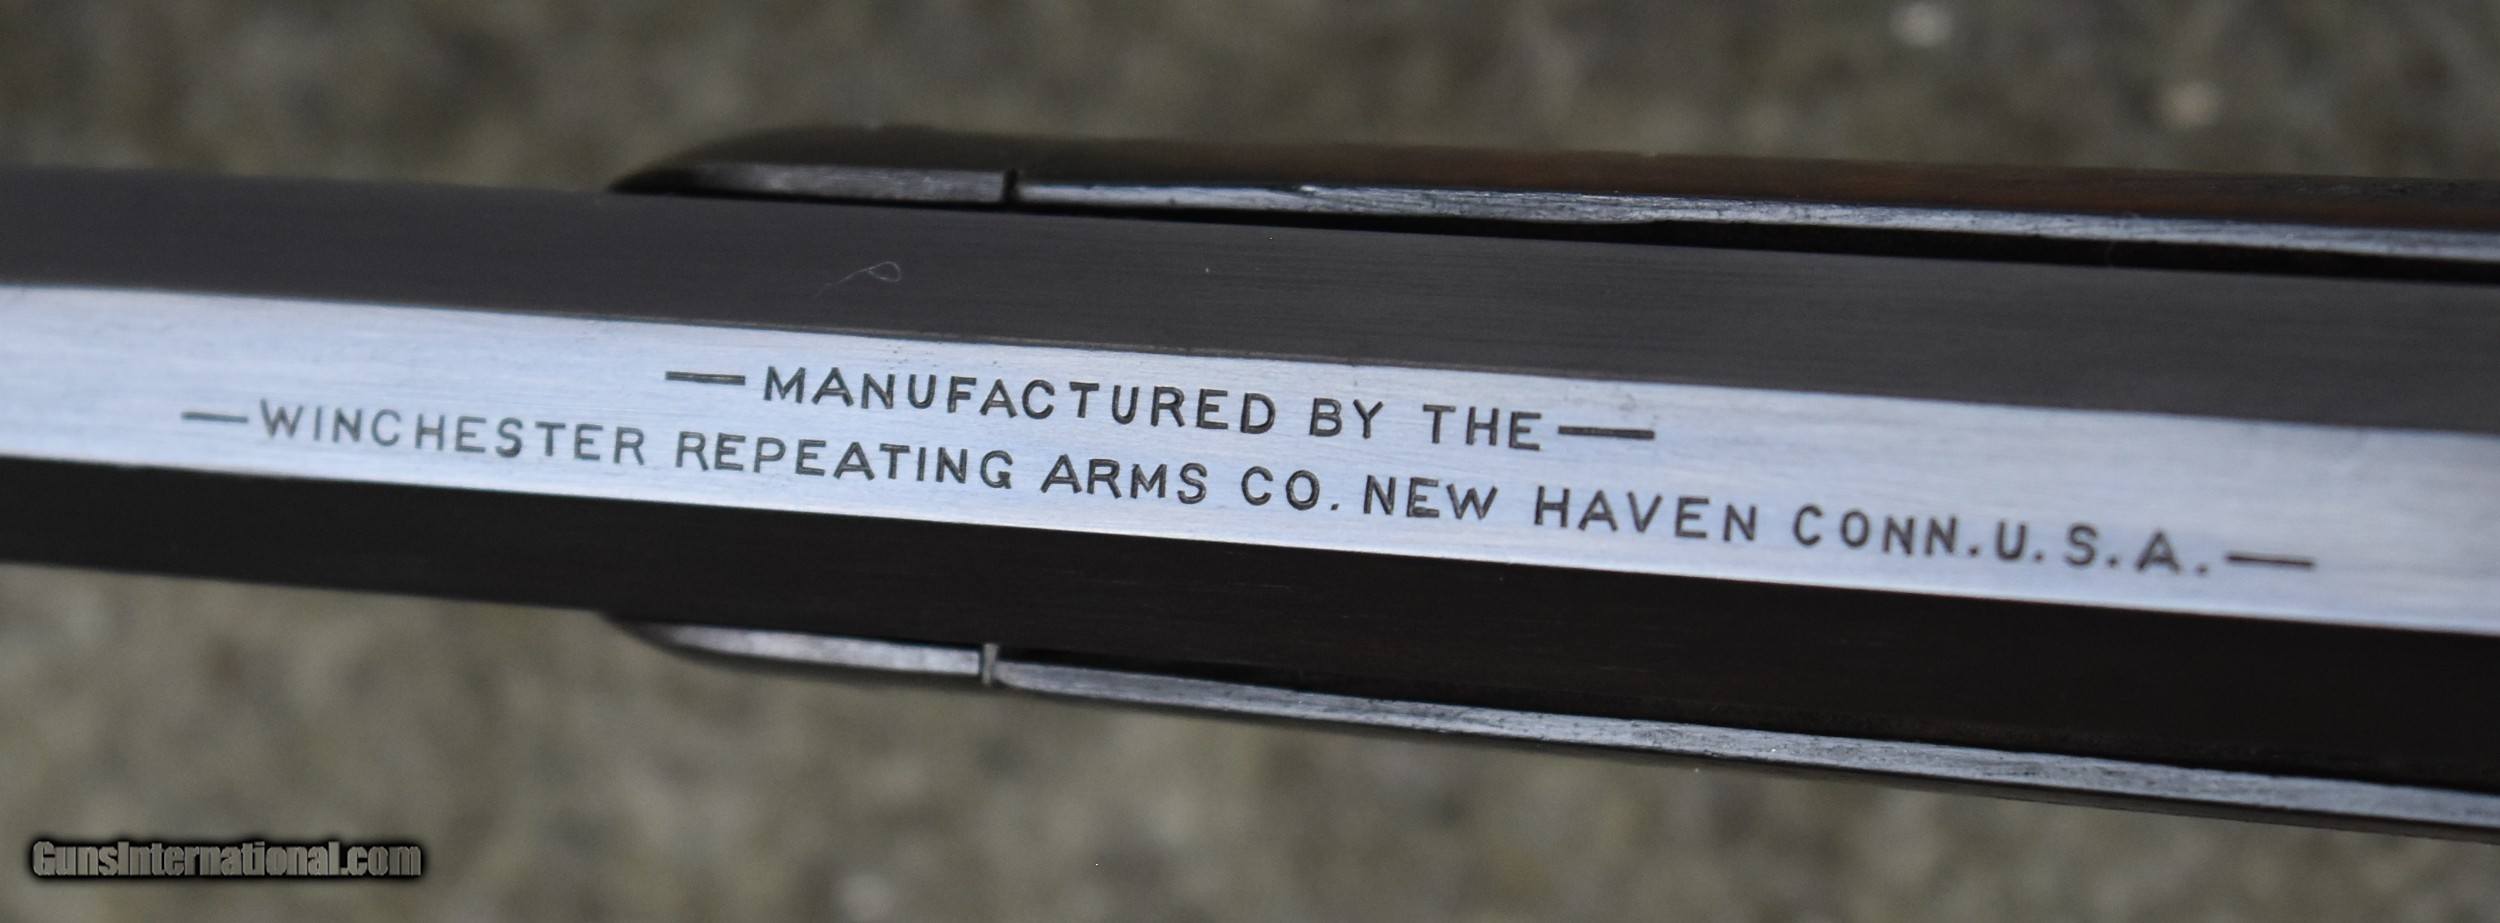 —MANUFACTURED BY THE—
—WINCHESTER REPEATING ARMS CO. NEW HAVEN CONN.U.S.A.—
GunsInternational.com